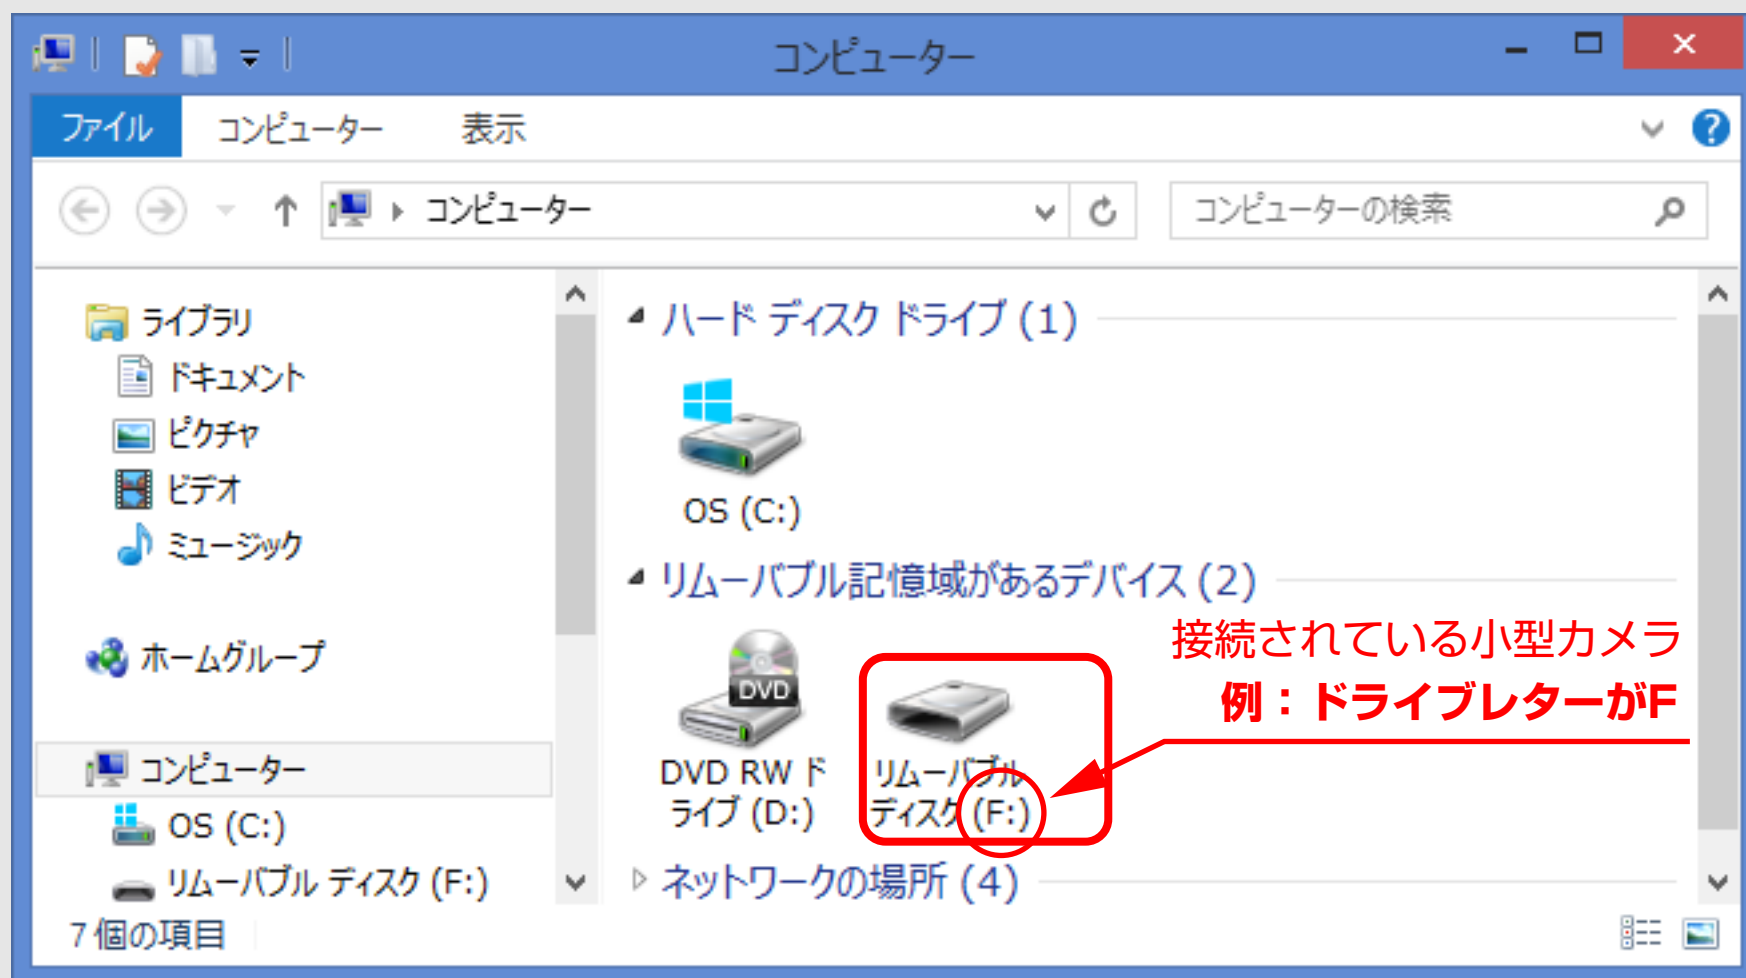 コンピューター
ファイル コンピューター 表示
コンピューター
コンピューターの検索
ライブラリ
ドキュメント
ピクチャ
ビデオ
ミュージック
ホームグループ
コンピューター
OS (C:)
リムーバブル ディスク (F:)
ハード ディスク ドライブ (1)
OS (C:)
リムーバブル記憶域があるデバイス (2)
接続されている小型カメラ
例：ドライブレターがF
DVD
DVD RW ド
ライブ (D:)
リムーバブル
ディスク (F:)
ネットワークの場所 (4)
7 個の項目